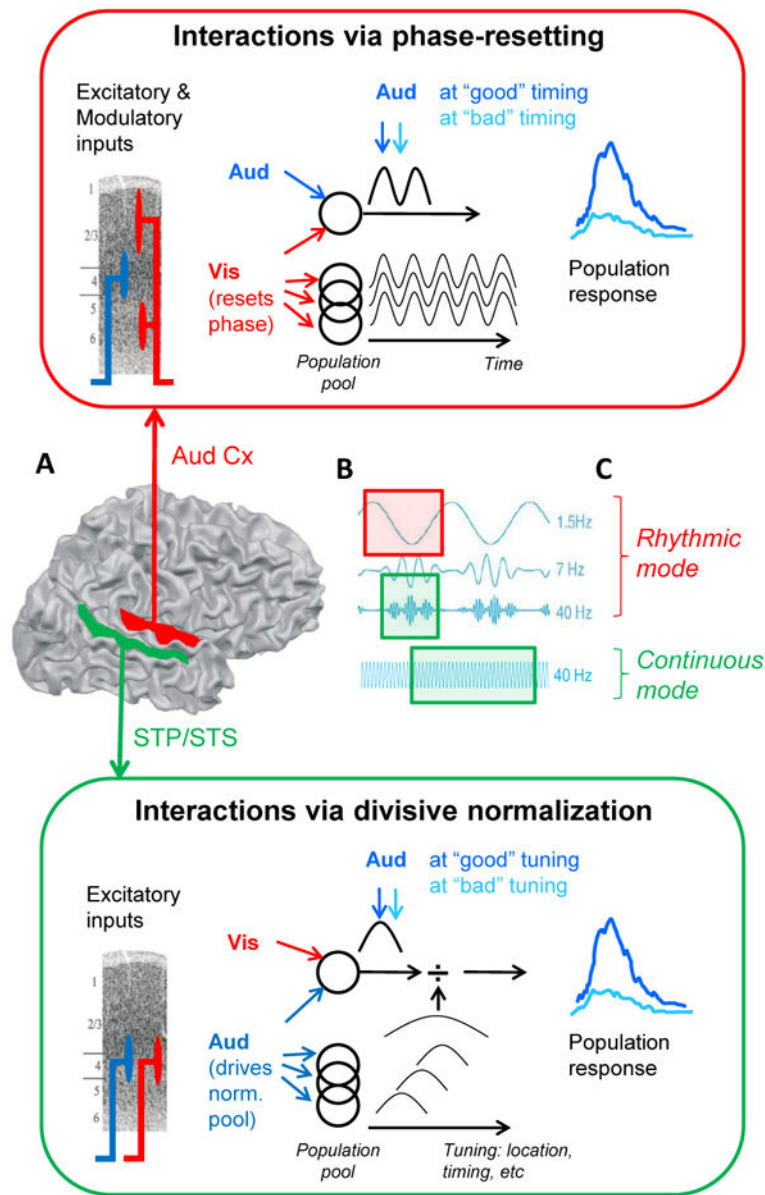 Interactions via phase-resetting
Excitatory &
Modulatory
inputs
1
2/3
4
5
6
Aud at “good” timing
at “bad” timing
Aud
Vis
(resets
phase)
Population
pool
Time
Population
response
A
Aud Cx
B
C
1.5Hz
7 Hz
40 Hz
Rhythmic
mode
40 Hz
Continuous
mode
STP/STS
Interactions via divisive normalization
Excitatory
inputs
1
2/3
4
5
6
Aud at “good” tuning
at “bad” tuning
Vis
÷
Aud
(drives
norm.
pool)
Population
pool
Tuning: location,
timing, etc
Population
response